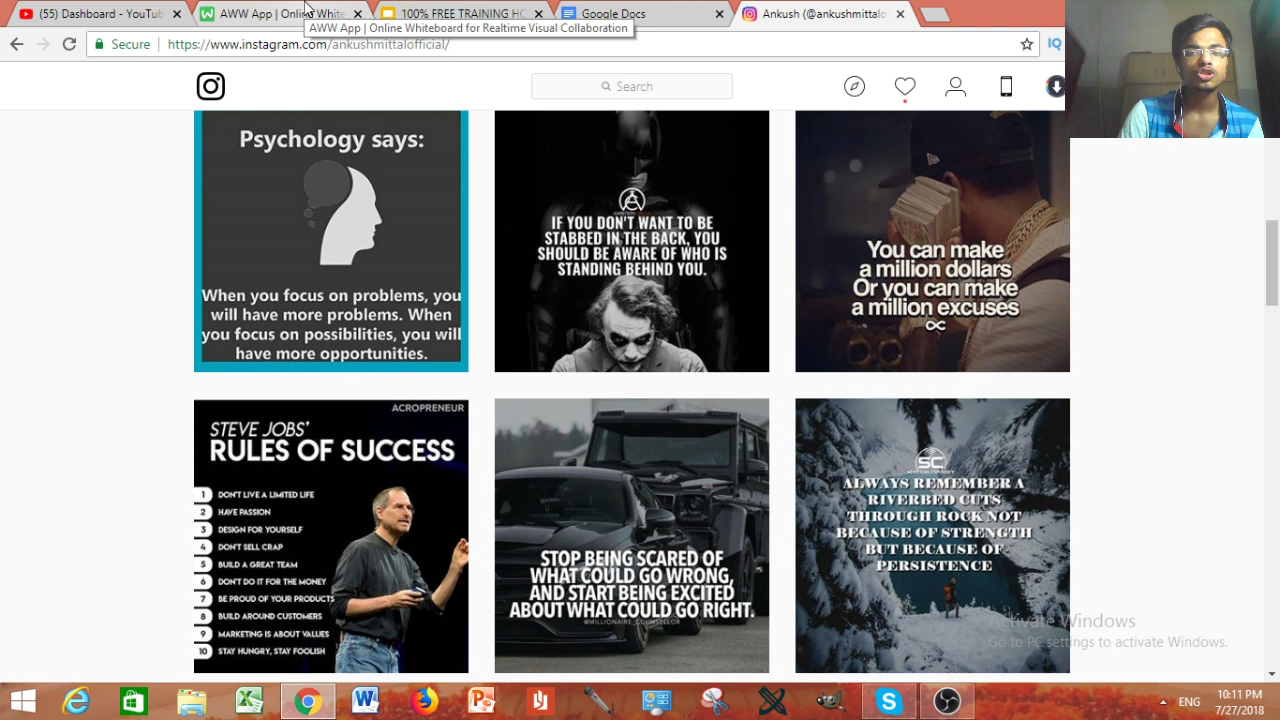 (55) Dashboard - YouTub
AWW App | Online White
100% FREE TRAINING HO
Google Docs
Ankush (@ankushmittalo
AWW App | Online Whiteboard for Realtime Visual Collaboration
Secure
https://www.instagram.com/ankushmittalofficial/
IQ
Search
Psychology says:
When you focus on problems, you
will have more problems. When
you focus on possibilities, you will
have more opportunities.
IF YOU DON'T WANT TO BE
STABBED IN THE BACK, YOU
SHOULD BE AWARE OF WHO IS
STANDING BEHIND YOU.
You can make
a million dollars
Or you can make
a million excuses
ACROPRENEUR
STEVE JOBS'
RULES OF SUCCESS
1 DON'T LIVE A LIMITED LIFE
2 HAVE PASSION
3 DESIGN FOR YOURSELF
4 DON'T SELL CRAP
5 BUILD A GREAT TEAM
6 DON'T DO IT FOR THE MONEY
7 BE PROUD OF YOUR PRODUCTS
8 BUILD AROUND CUSTOMERS
9 MARKETING IS ABOUT VALUES
10 STAY HUNGRY, STAY FOOLISH
STOP BEING SCARED OF
WHAT COULD GO WRONG,
AND START BEING EXCITED
ABOUT WHAT COULD GO RIGHT.
@MILLIONAIRE_COUNSELLOR
SC
ALWAYS REMEMBER A
RIVERBED CUTS
THROUGH ROCK NOT
BECAUSE OF STRENGTH
BUT BECAUSE OF
PERSISTENCE
Activate Windows
Go to PC settings to activate Windows.
ENG
10:11 PM
7/27/2018